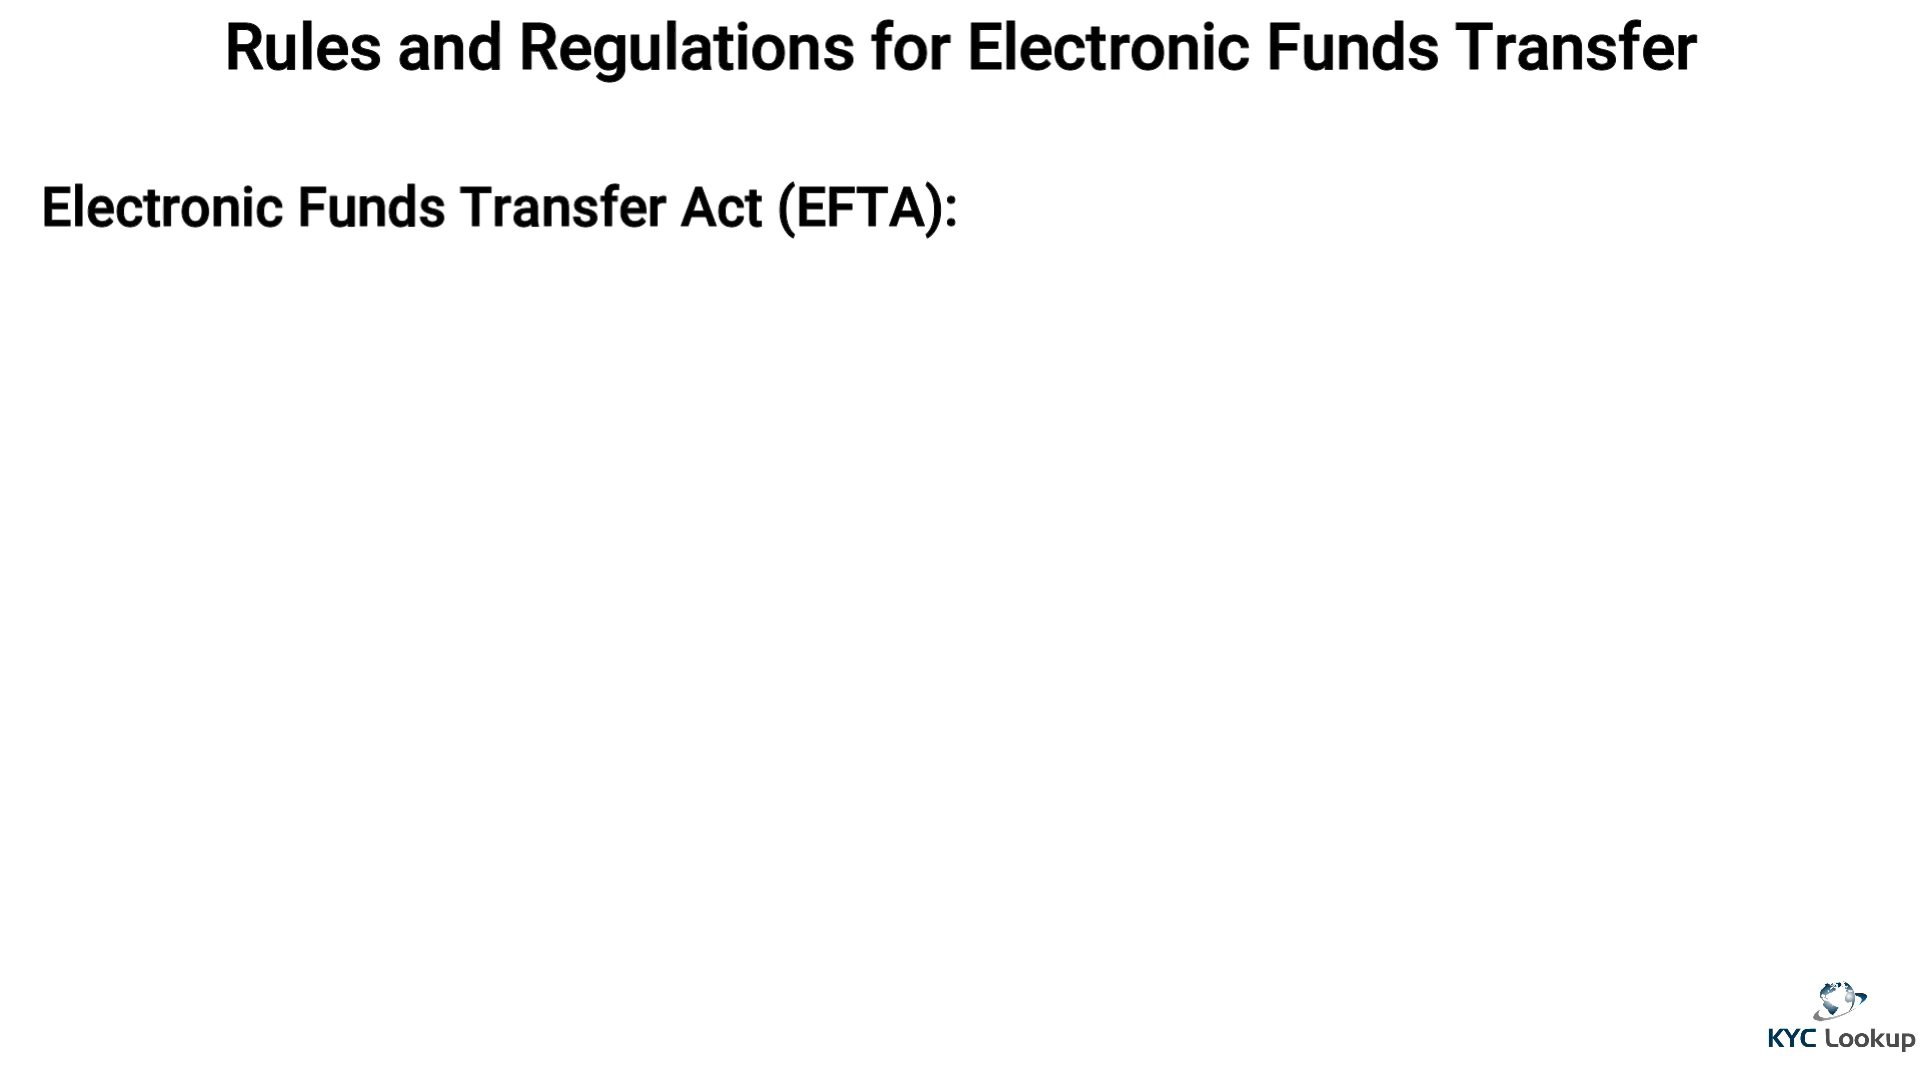 Rules and Regulations for Electronic Funds Transfer
Electronic Funds Transfer Act (EFTA):
KYC Lookup